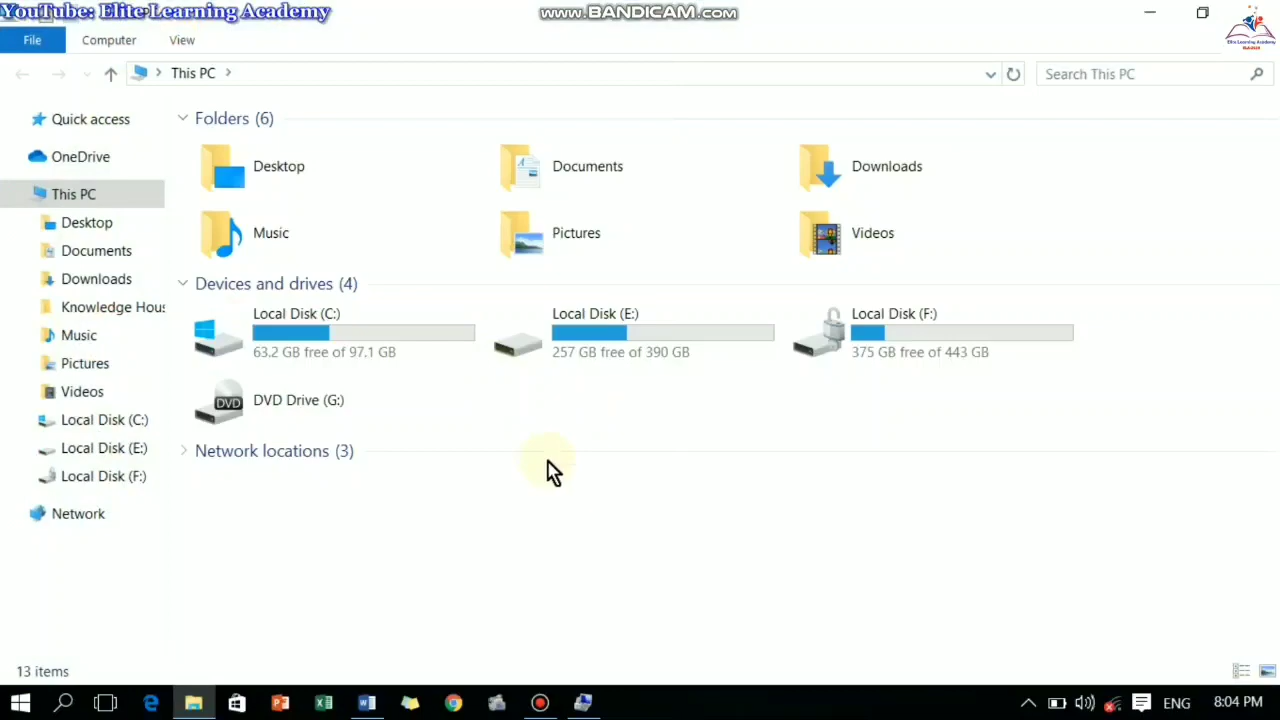 YouTube: Elite Learning Academy
www.BANDICAM.com
Elite Learning Academy
File Computer View
This PC
Search This PC
Quick access
OneDrive
This PC
Desktop
Documents
Downloads
Knowledge Hous
Music
Pictures
Videos
Local Disk (C:)
Local Disk (E:)
Local Disk (F:)
Network
Folders (6)
Desktop Documents Downloads
Music Pictures Videos
Devices and drives (4)
Local Disk (C:)
63.2 GB free of 97.1 GB
Local Disk (E:)
257 GB free of 390 GB
Local Disk (F:)
375 GB free of 443 GB
DVD
DVD Drive (G:)
Network locations (3)
13 items
ENG 8:04 PM